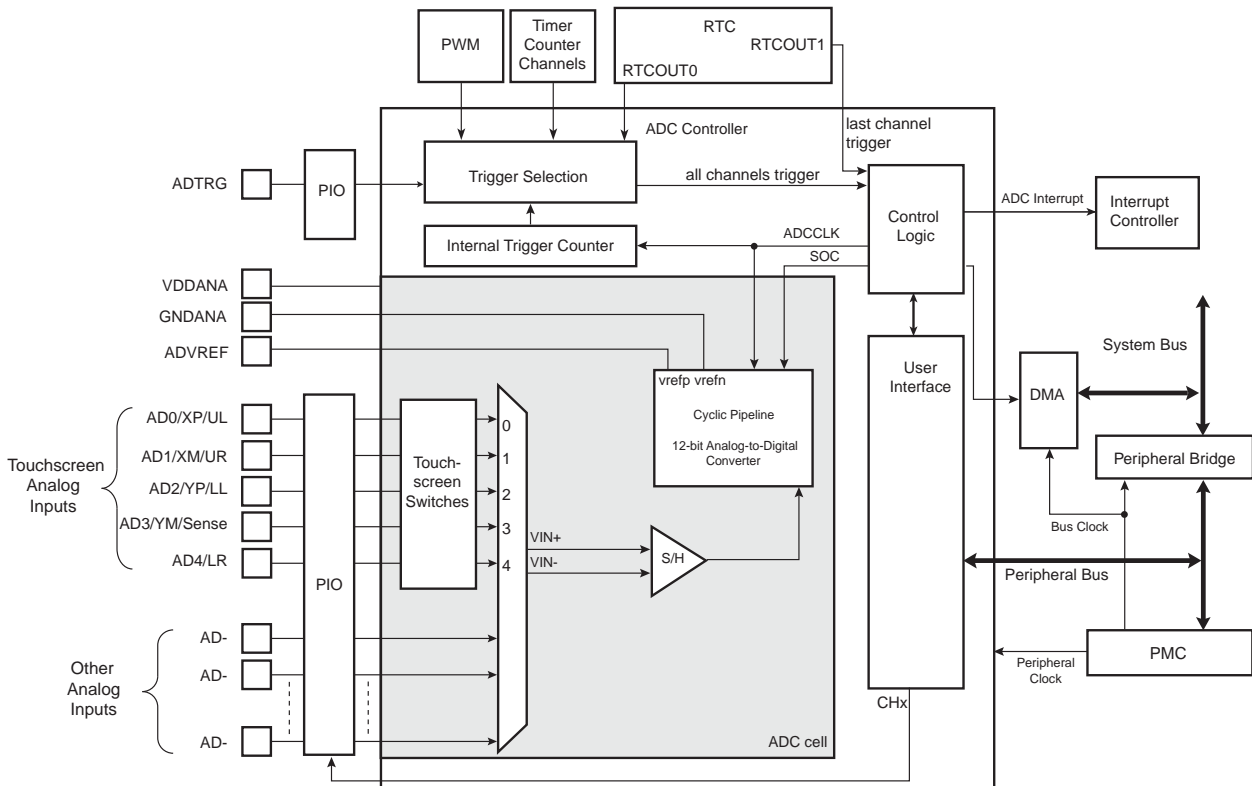 PWM
Timer
Counter
Channels
RTC
RTCOUT1
RTCOUT0
ADC Controller
last channel
trigger
ADTRG
PIO
Trigger Selection
all channels trigger
Control
Logic
ADC Interrupt
Interrupt
Controller
Internal Trigger Counter
ADCCLK
SOC
VDDANA
GNDANA
ADVREF
vrefp vrefn
Cyclic Pipeline
12-bit Analog-to-Digital
Converter
User
Interface
DMA
System Bus
Peripheral Bridge
Bus Clock
Peripheral Bus
Peripheral
Clock
PMC
Touchscreen
Analog
Inputs
AD0/XP/UL
AD1/XM/UR
AD2/YP/LL
AD3/YM/Sense
AD4/LR
PIO
Touch-
screen
Switches
0
1
2
3
4
VIN+
VIN-
S/H
Other
Analog
Inputs
AD-
AD-
AD-
CHx
ADC cell